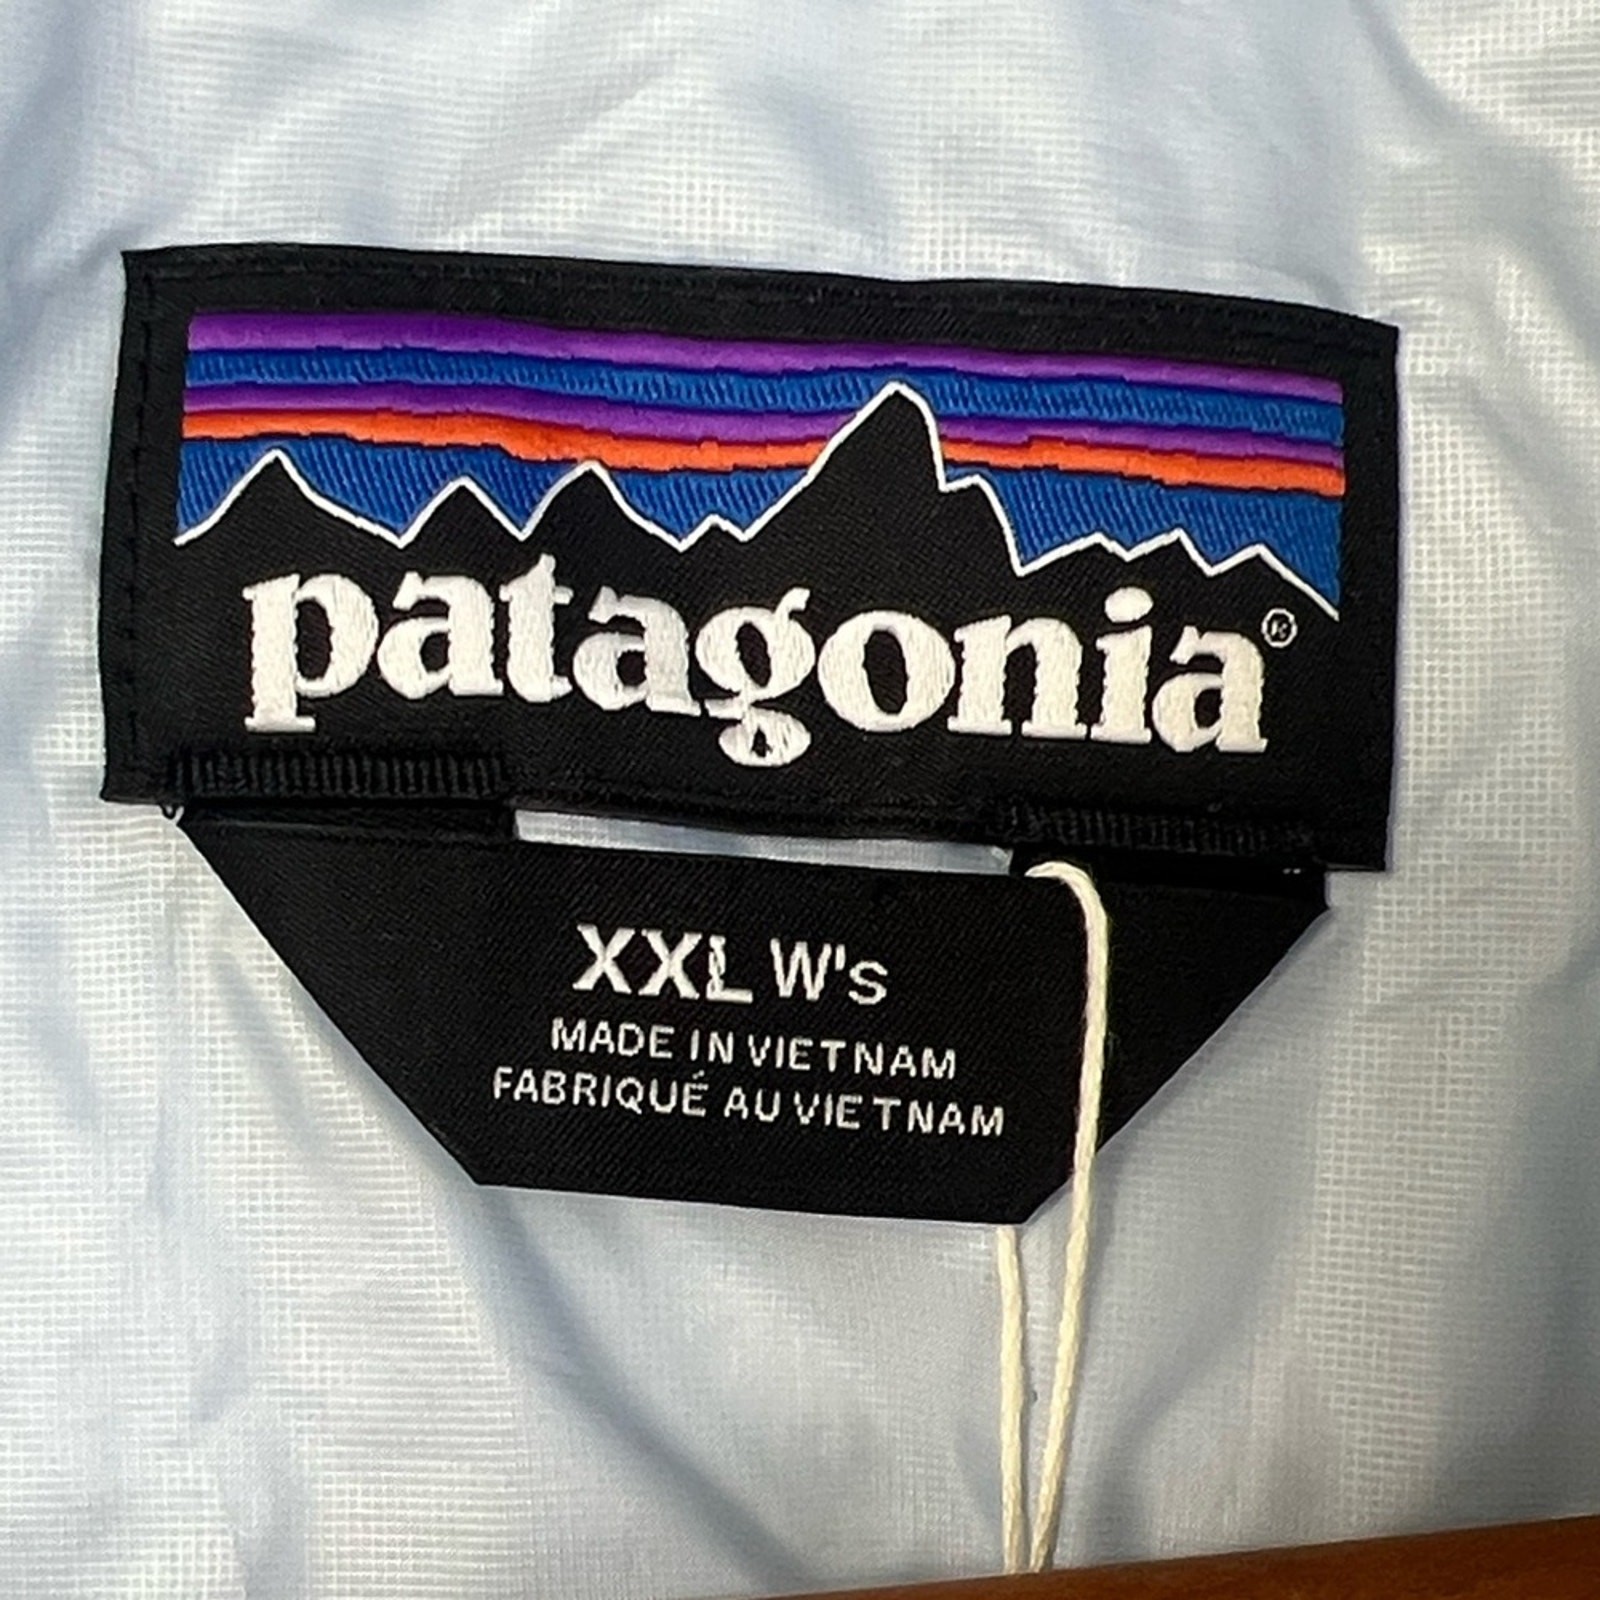 patagonia®
XXL W's
MADE IN VIETNAM
FABRIQUÉ AU VIETNAM